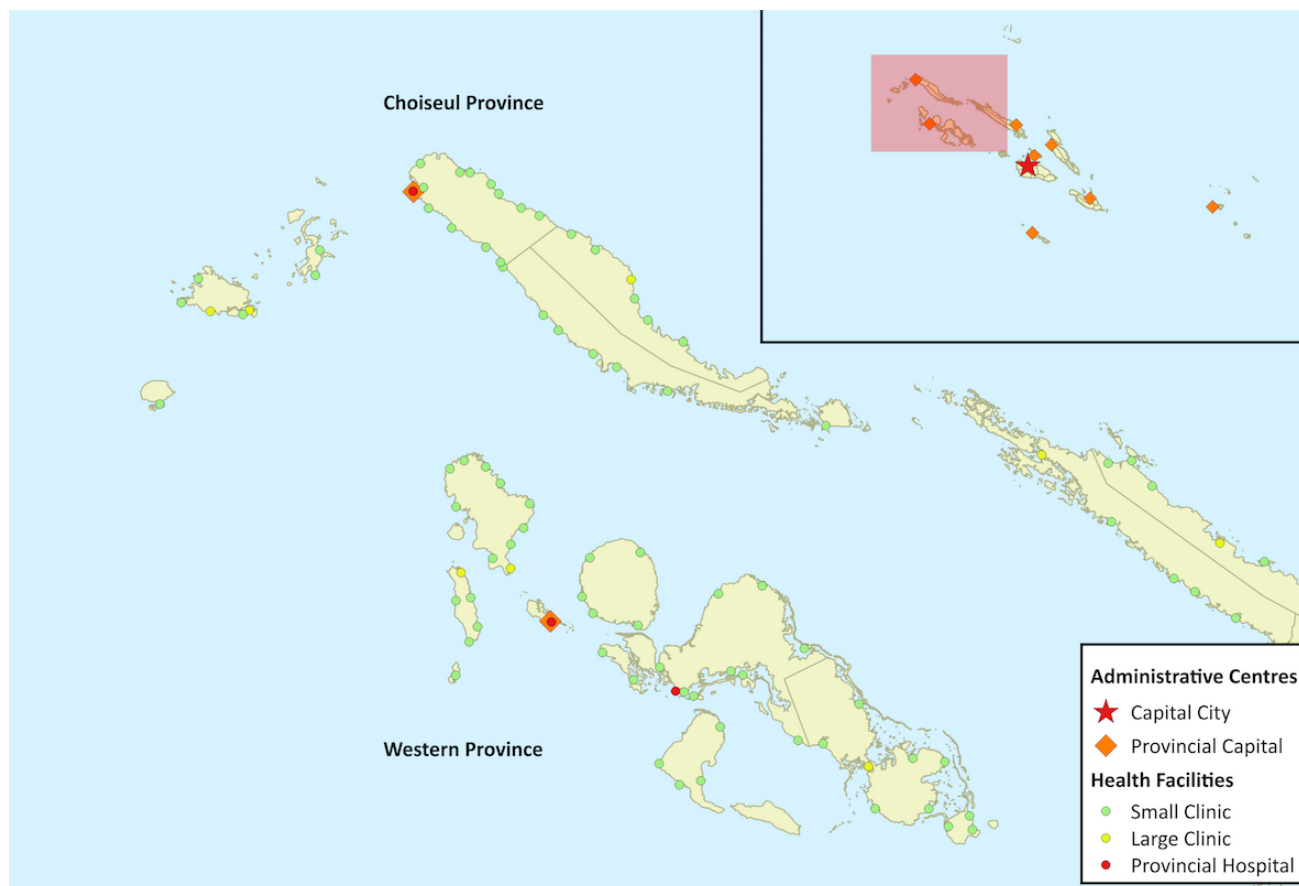 Choiseul Province
Western Province
Administrative Centres
Capital City
Provincial Capital
Health Facilities
Small Clinic
Large Clinic
Provincial Hospital